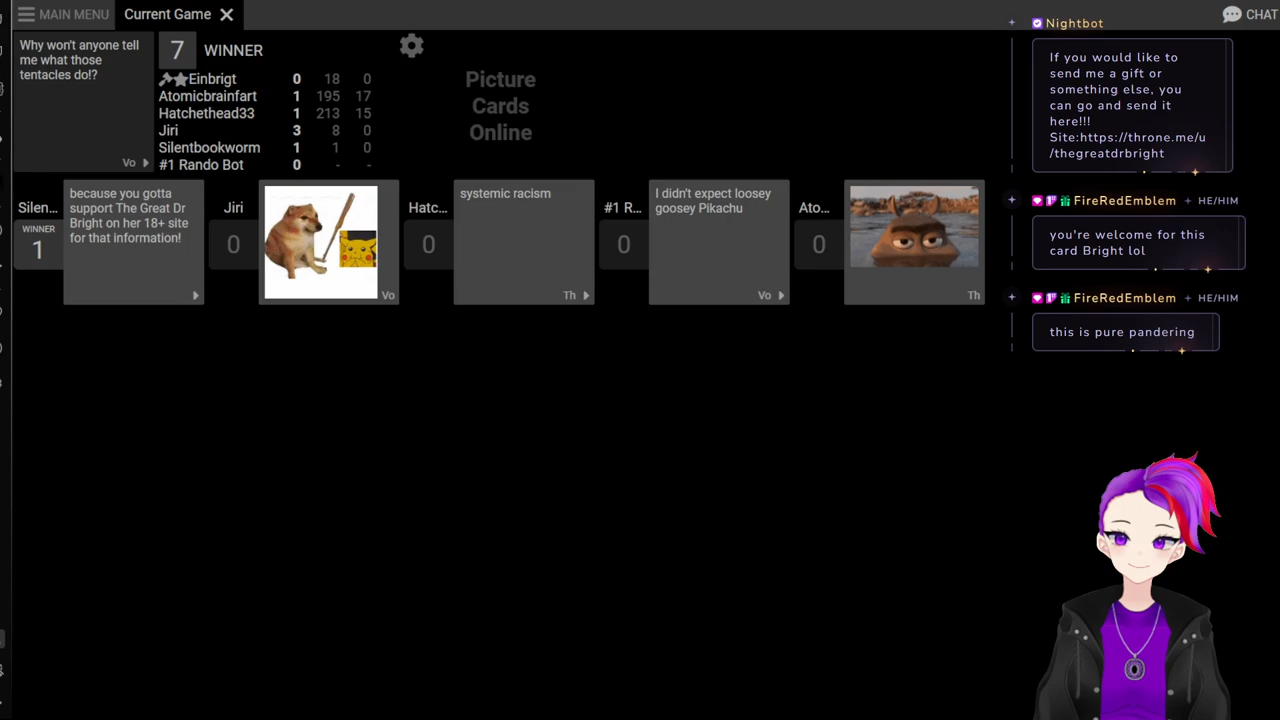 MAIN MENU
Current Game
CHAT
Why won't anyone tell
me what those
tentacles do!?
Vo
7 WINNER
Einbrigt 0 18 0
Atomicbrainfart 1 195 17
Hatchethead33 1 213 15
Jiri 3 8 0
Silentbookworm 1 1 0
#1 Rando Bot 0 - -
Picture
Cards
Online
Silen...
WINNER
1
because you gotta
support The Great Dr
Bright on her 18+ site
for that information!
Jiri
0
Vo
Hatc...
0
systemic racism
Th
#1 R...
0
I didn't expect loosey
goosey Pikachu
Vo
Ato...
0
Th
Nightbot
If you would like to
send me a gift or
something else, you
can go and send it
here!!!
Site:https://throne.me/u
/thegreatdrbright
FireRedEmblem + HE/HIM
you're welcome for this
card Bright lol
FireRedEmblem + HE/HIM
this is pure pandering